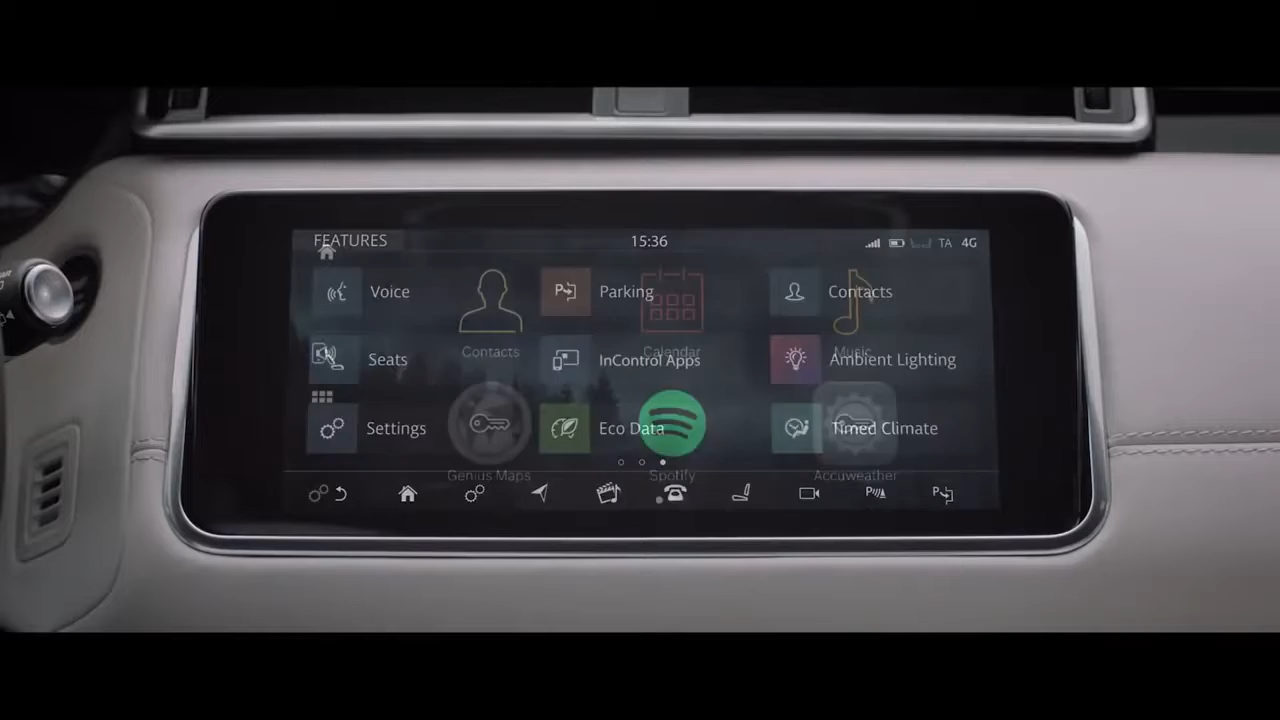 FEATURES 15:36 TA 4G
Voice Parking Contacts
Contacts Calendar Music
Seats InControl Apps Ambient Lighting
Settings Eco Data Timed Climate
Genius Maps Spotify Accuweather
P P